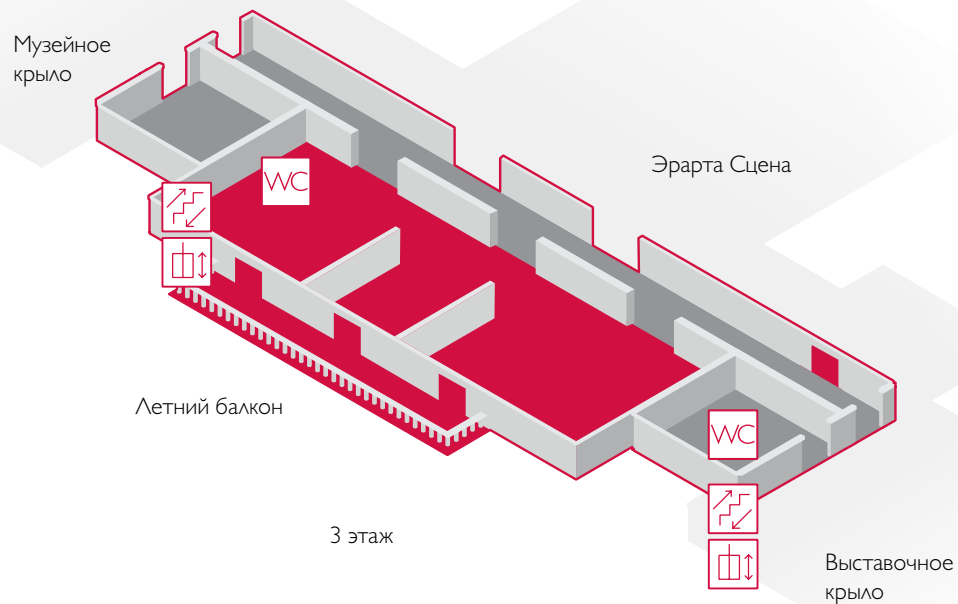 Музейное
крыло
Эрарта Сцена
WC
Летний балкон
WC
3 этаж
Выставочное
крыло